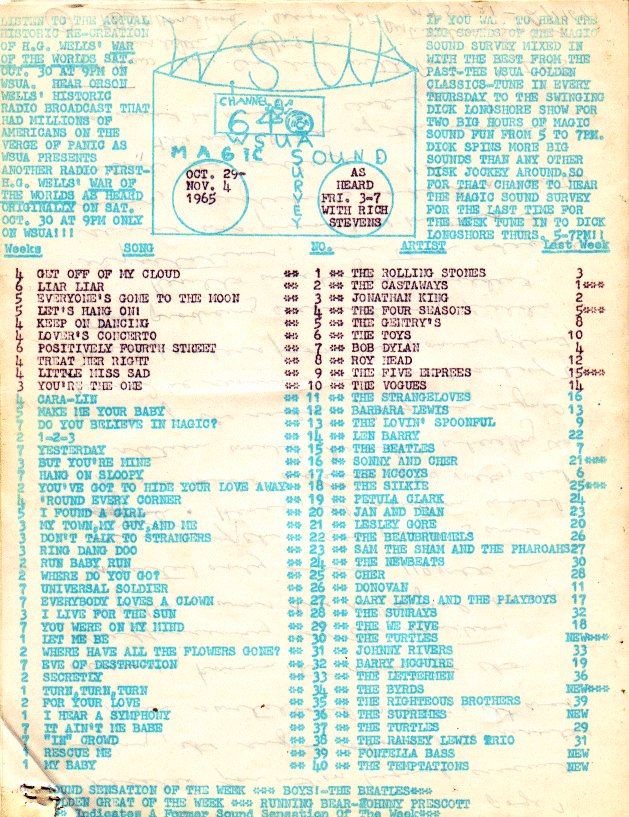 LISTEN TO THE ACTUAL
HISTORIC RE-CREATION
OF H.G. WELLS' WAR
OF THE WORLDS SAT.
OCT. 30 AT 9PM ON
WSUA. HEAR ORSON
WELLS' HISTORIC
RADIO BROADCAST THAT
HAD MILLIONS OF
AMERICANS ON THE
VERGE OF PANIC AS
WSUA PRESENTS
ANOTHER RADIO FIRST-
H.G. WELLS' WAR OF
THE WORLDS AS HEARD
ORIGINALLY ON SAT.
OCT. 30 AT 9PM ONLY
ON WSUA!!!
WSUA
CHANNEL
640
WSUA
MAGIC SOUND
SURVEY
OCT. 29-
NOV. 4
1965
AS
HEARD
FRI. 3-7
WITH RICH
STEVENS
IF YOU WANT TO HEAR THE
BIG SOUNDS OF THE MAGIC
SOUND SURVEY MIXED IN
WITH THE BEST FROM THE
PAST-THE WSUA GOLDEN
CLASSICS-TUNE IN EVERY
THURSDAY TO THE SWINGING
DICK LONGSHORE SHOW FOR
TWO BIG HOURS OF MAGIC
SOUND FUN FROM 5 TO 7PM.
DICK SPINS MORE BIG
SOUNDS THAN ANY OTHER
DISK JOCKEY AROUND.SO
FOR THAT CHANCE TO HEAR
THE MAGIC SOUND SURVEY
FOR THE LAST TIME FOR
THE WEEK TUNE IN TO DICK
LONGSHORE THURS. 5-7PM!!
Weeks SONG NO. ARTIST Last Week
4 GET OFF OF MY CLOUD ** 1 ** THE ROLLING STONES 3
6 LIAR LIAR ** 2 ** THE CASTAWAYS 1***
5 EVERYONE'S GONE TO THE MOON ** 3 ** JONATHAN KING 2
5 LET'S HANG ON! ** 4 ** THE FOUR SEASONS 5***
4 KEEP ON DANCING ** 5 ** THE GENTRY'S 8
4 LOVER'S CONCERTO ** 6 ** THE TOYS 10
6 POSITIVELY FOURTH STREET ** 7 ** BOB DYLAN 4
4 TREAT HER RIGHT ** 8 ** ROY HEAD 12
4 LITTLE MISS SAD ** 9 ** THE FIVE EMPREES 15***
3 YOU'RE THE ONE ** 10 ** THE VOGUES 14
4 CARA-LIN ** 11 ** THE STRANGELOVES 16
5 MAKE ME YOUR BABY ** 12 ** BARBARA LEWIS 13
7 DO YOU BELIEVE IN MAGIC? ** 13 ** THE LOVIN' SPOONFUL 9
2 1-2-3 ** 14 ** LEN BARRY 22
7 YESTERDAY ** 15 ** THE BEATLES 7
3 BUT YOU'RE MINE ** 16 ** SONNY AND CHER 21***
7 HANG ON SLOOPY ** 17 ** THE MCCOYS 6
2 YOU'VE GOT TO HIDE YOUR LOVE AWAY** 18 ** THE SILKIE 25***
4 'ROUND EVERY CORNER ** 19 ** PETULA CLARK 24
5 I FOUND A GIRL ** 20 ** JAN AND DEAN 23
3 MY TOWN,MY GUY,AND ME ** 21 ** LESLEY GORE 20
3 DON'T TALK TO STRANGERS ** 22 ** THE BEAUBRUMMELS 26
3 RING DANG DOO ** 23 ** SAM THE SHAM AND THE PHAROAHS27
2 RUN BABY RUN ** 24 ** THE NEWBEATS 30
2 WHERE DO YOU GO? ** 25 ** CHER 28
7 UNIVERSAL SOLDIER ** 26 ** DONOVAN 11
7 EVERYBODY LOVES A CLOWN ** 27 ** GARY LEWIS AND THE PLAYBOYS 17
3 I LIVE FOR THE SUN ** 28 ** THE SUNRAYS 32
7 YOU WERE ON MY MIND ** 29 ** THE WE FIVE 18
1 LET ME BE ** 30 ** THE TURTLES NEW***
2 WHERE HAVE ALL THE FLOWERS GONE? ** 31 ** JOHNNY RIVERS 33
7 EVE OF DESTRUCTION ** 32 ** BARRY MCGUIRE 19
2 SECRETLY ** 33 ** THE LETTERMEN 36
1 TURN,TURN,TURN ** 34 ** THE BYRDS NEW***
2 FOR YOUR LOVE ** 35 ** THE RIGHTEOUS BROTHERS 39
1 I HEAR A SYMPHONY ** 36 ** THE SUPREMES NEW
7 IT AIN'T ME BABE ** 37 ** THE TURTLES 29
7 "IN" CROWD ** 38 ** THE RAMSEY LEWIS TRIO 31
1 RESCUE ME ** 39 ** FONTELLA BASS NEW
1 MY BABY ** 40 ** THE TEMPTATIONS NEW
SOUND SENSATION OF THE WEEK *** BOYS!-THE BEATLES***
GOLDEN GREAT OF THE WEEK *** RUNNING BEAR-JOHNNY PRESCOTT
** Indicates A Former Sound Sensation Of The Week***